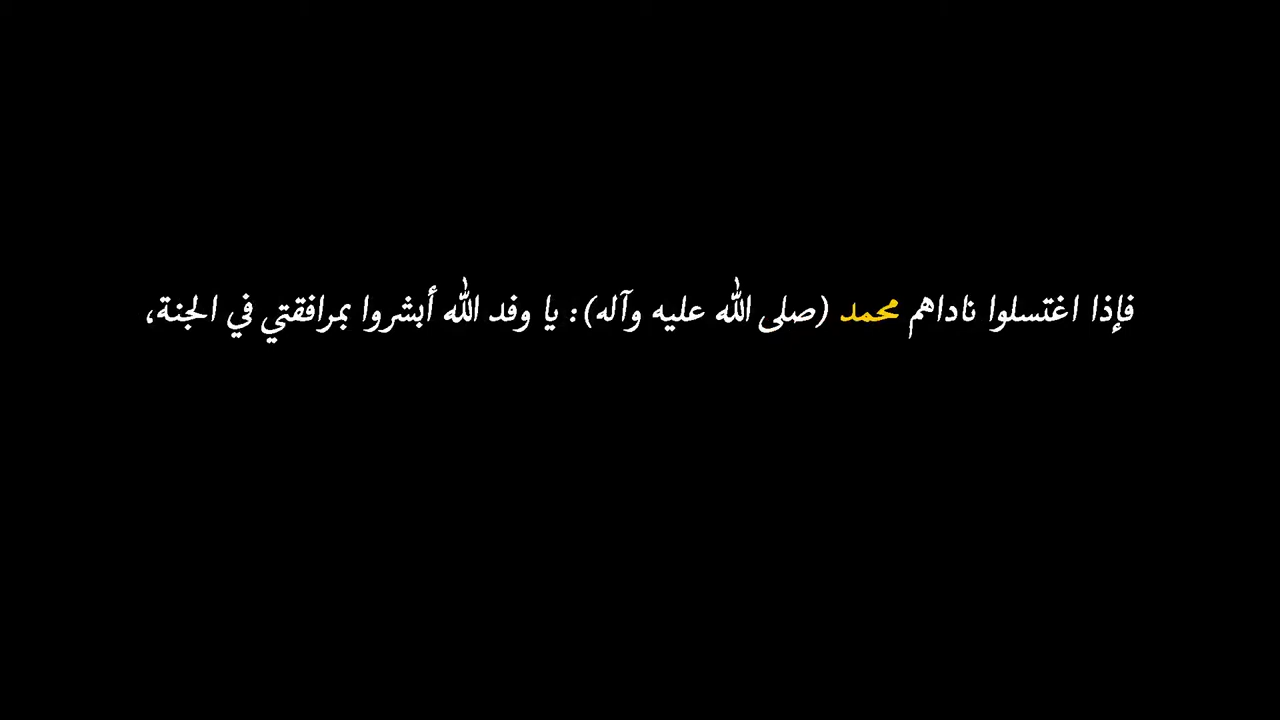 فإذا اغتسلوا ناداهم محمد (صلى الله عليه وآله): يا وفد الله أبشروا بمرافقتي في الجنة،